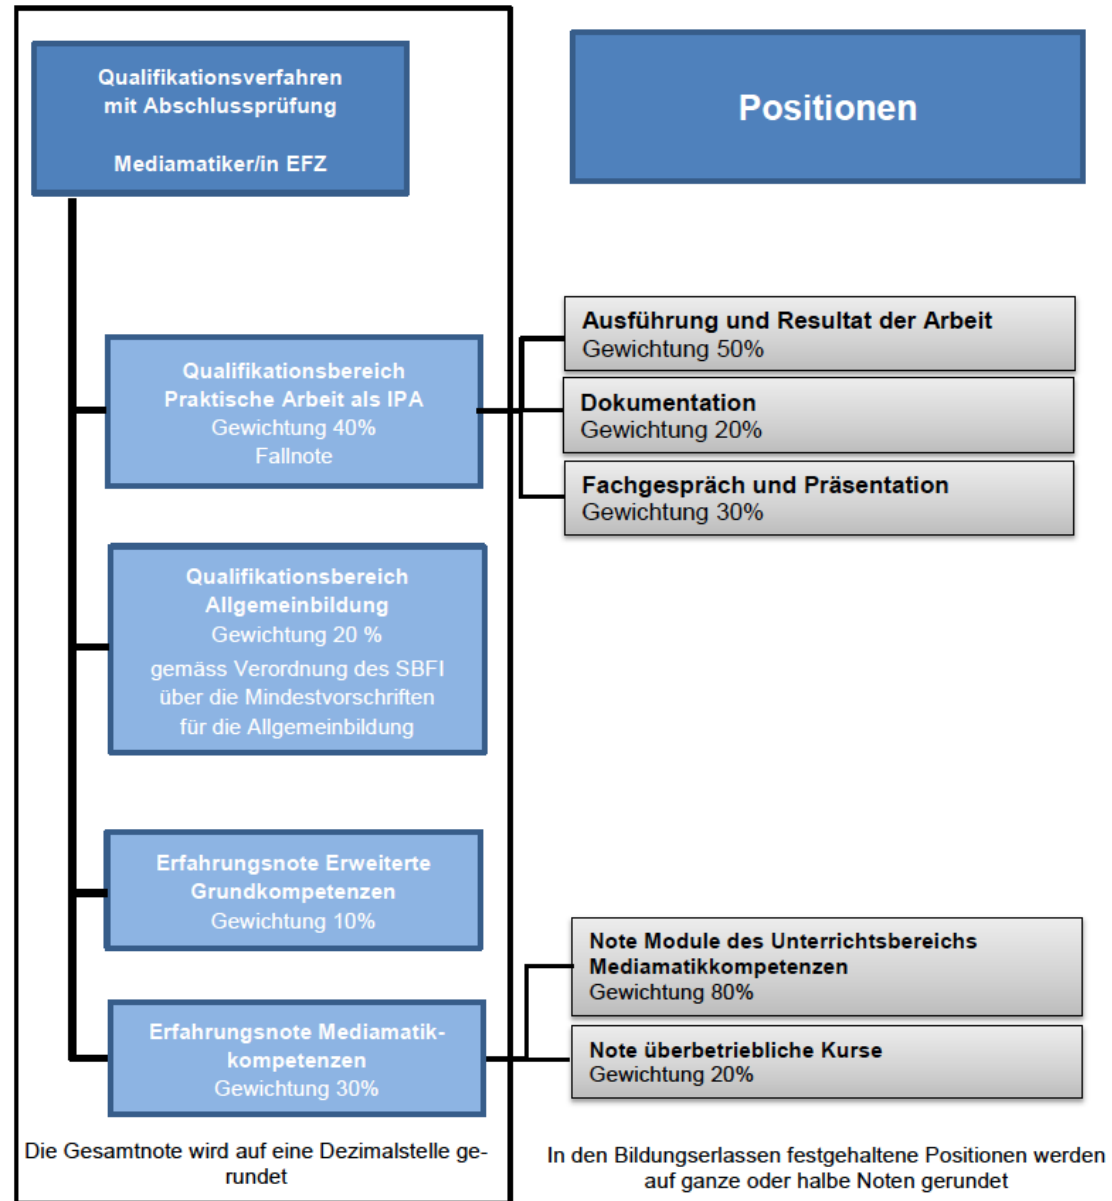 Qualifikationsverfahren
mit Abschlussprüfung
Mediamatiker/in EFZ
Positionen
Qualifikationsbereich
Praktische Arbeit als IPA
Gewichtung 40%
Fallnote
Ausführung und Resultat der Arbeit
Gewichtung 50%
Dokumentation
Gewichtung 20%
Fachgespräch und Präsentation
Gewichtung 30%
Qualifikationsbereich
Allgemeinbildung
Gewichtung 20 %
gemäss Verordnung des SBFI
über die Mindestvorschriften
für die Allgemeinbildung
Erfahrungsnote Erweiterte
Grundkompetenzen
Gewichtung 10%
Erfahrungsnote Mediamatik-
kompetenzen
Gewichtung 30%
Note Module des Unterrichtsbereichs
Mediamatikkompetenzen
Gewichtung 80%
Note überbetriebliche Kurse
Gewichtung 20%
Die Gesamtnote wird auf eine Dezimalstelle ge-
rundet
In den Bildungserlassen festgehaltene Positionen werden
auf ganze oder halbe Noten gerundet